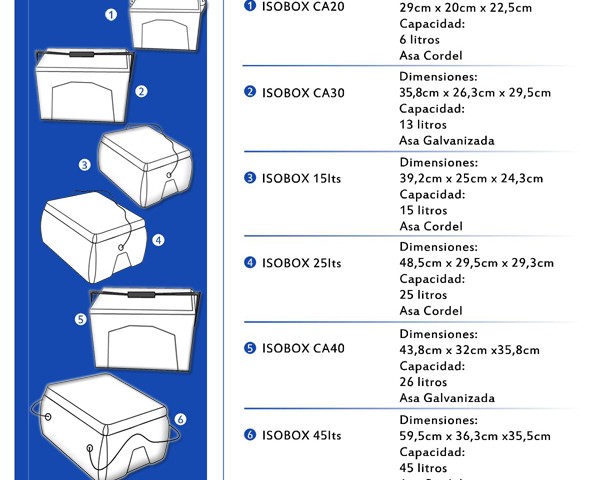 1
2
3
4
5
6
1 ISOBOX CA20
29cm x 20cm x 22,5cm
Capacidad:
6 litros
Asa Cordel
Dimensiones:
2 ISOBOX CA30
35,8cm x 26,3cm x 29,5cm
Capacidad:
13 litros
Asa Galvanizada
Dimensiones:
3 ISOBOX 15lts
39,2cm x 25cm x 24,3cm
Capacidad:
15 litros
Asa Cordel
Dimensiones:
4 ISOBOX 25lts
48,5cm x 29,5cm x 29,3cm
Capacidad:
25 litros
Asa Cordel
Dimensiones:
5 ISOBOX CA40
43,8cm x 32cm x35,8cm
Capacidad:
26 litros
Asa Galvanizada
Dimensiones:
6 ISOBOX 45lts
59,5cm x 36,3cm x35,5cm
Capacidad:
45 litros